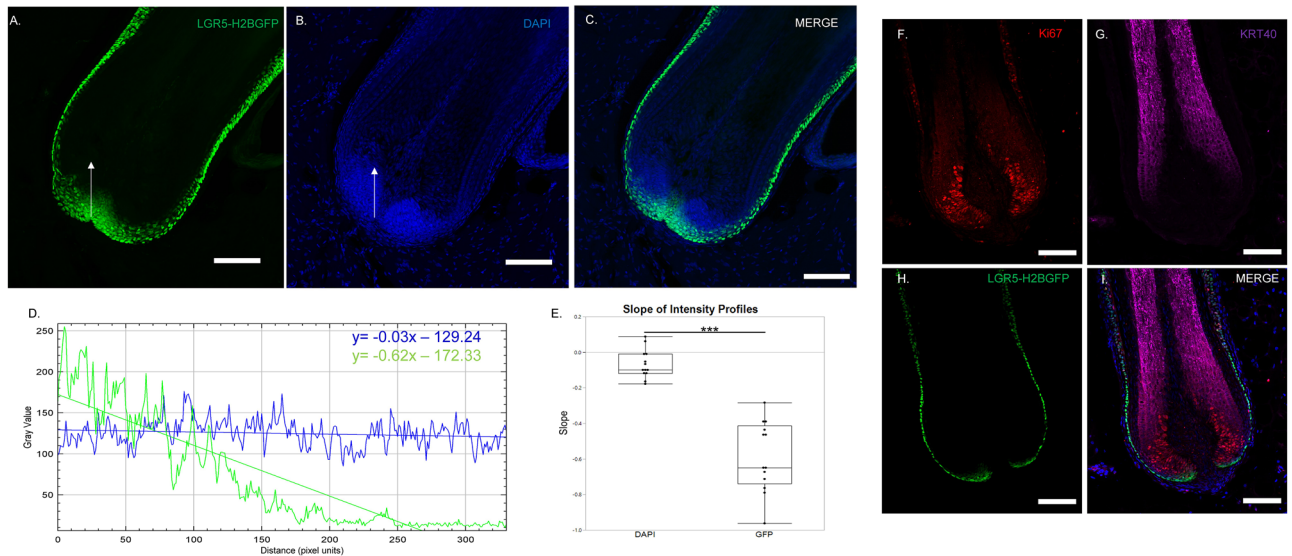 A.
LGR5-H2BGFP
B.
DAPI
C.
MERGE
D.
y= -0.03x – 129.24
y= -0.62x – 172.33
250
200
150
100
50
Gray Value
0
50
100
150
200
250
300
Distance (pixel units)
E.
Slope of Intensity Profiles
***
0.2
0.0
-0.2
-0.4
-0.6
-0.8
-1.0
Slope
DAPI
GFP
F.
Ki67
G.
KRT40
H.
LGR5-H2BGFP
I.
MERGE